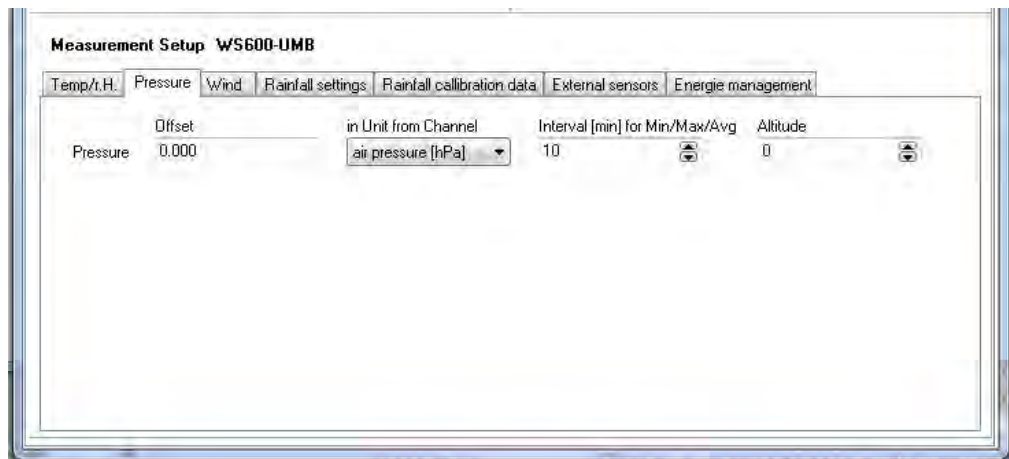 Measurement Setup WS600-UMB
Temp/r.H. Pressure Wind Rainfall settings Rainfall callibration data External sensors Energie management
Offset in Unit from Channel Interval [min] for Min/Max/Avg Altitude
Pressure 0.000 air pressure [hPa] 10 0